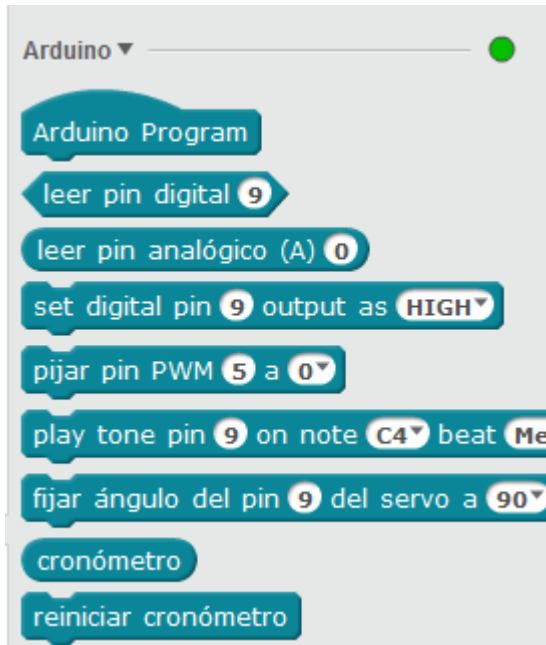 Arduino
Arduino Program
leer pin digital 9
leer pin analógico (A) 0
set digital pin 9 output as HIGH
pijar pin PWM 5 a 0
play tone pin 9 on note C4 beat Me
fijar ángulo del pin 9 del servo a 90
cronómetro
reiniciar cronómetro